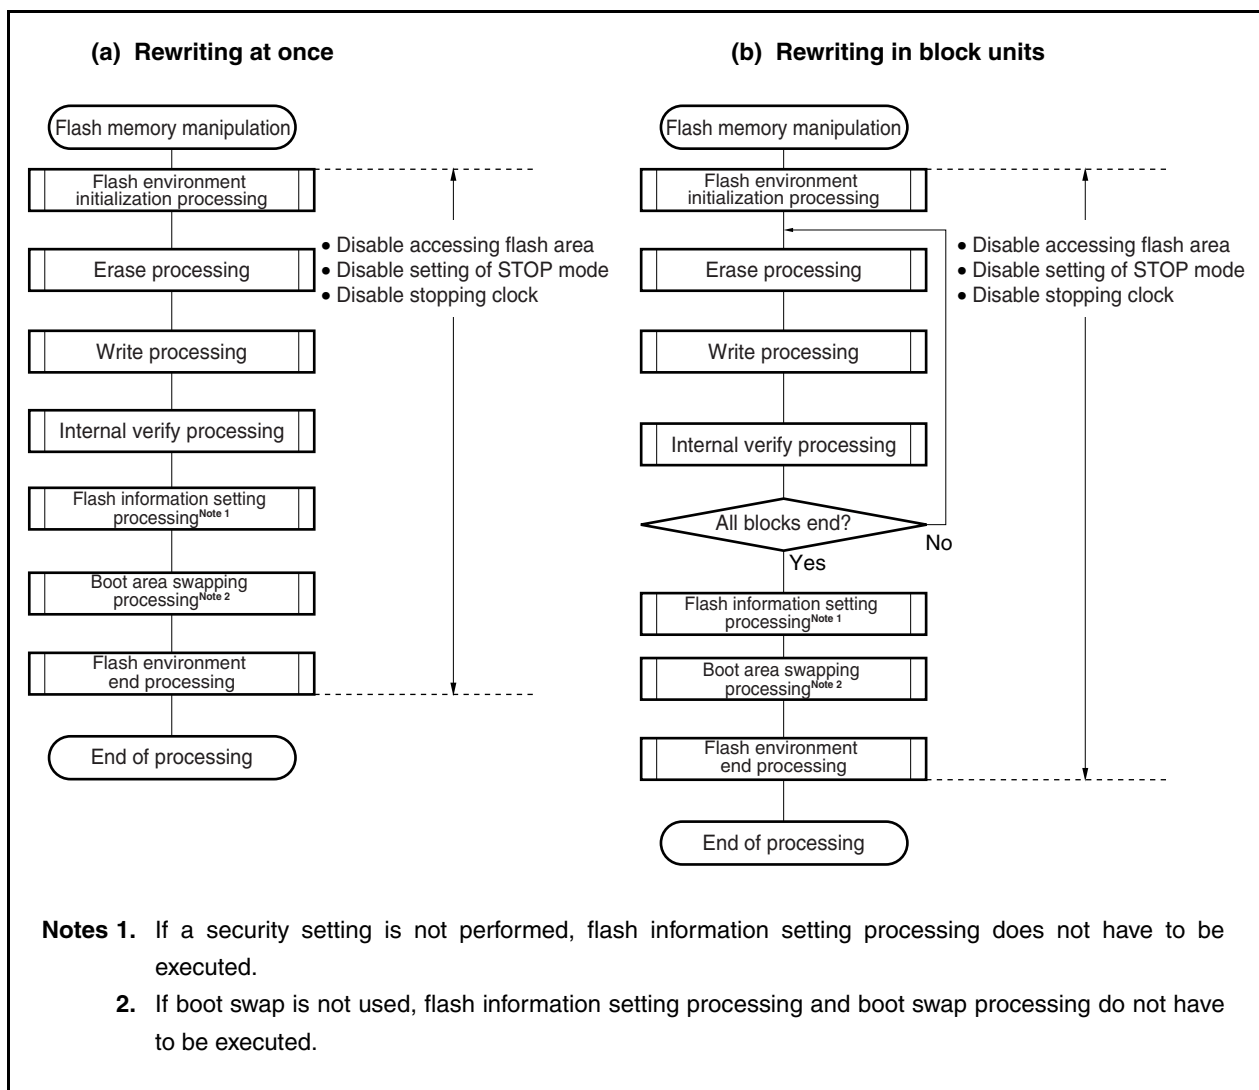 (a) Rewriting at once
Flash memory manipulation
Flash environment
initialization processing
Erase processing
Write processing
Internal verify processing
Flash information setting
processingNote 1
Boot area swapping
processingNote 2
Flash environment
end processing
End of processing
• Disable accessing flash area
• Disable setting of STOP mode
• Disable stopping clock
(b) Rewriting in block units
Flash memory manipulation
Flash environment
initialization processing
Erase processing
Write processing
Internal verify processing
All blocks end?
No
Yes
Flash information setting
processingNote 1
Boot area swapping
processingNote 2
Flash environment
end processing
End of processing
• Disable accessing flash area
• Disable setting of STOP mode
• Disable stopping clock
Notes 1. If a security setting is not performed, flash information setting processing does not have to be
executed.
2. If boot swap is not used, flash information setting processing and boot swap processing do not have
to be executed.